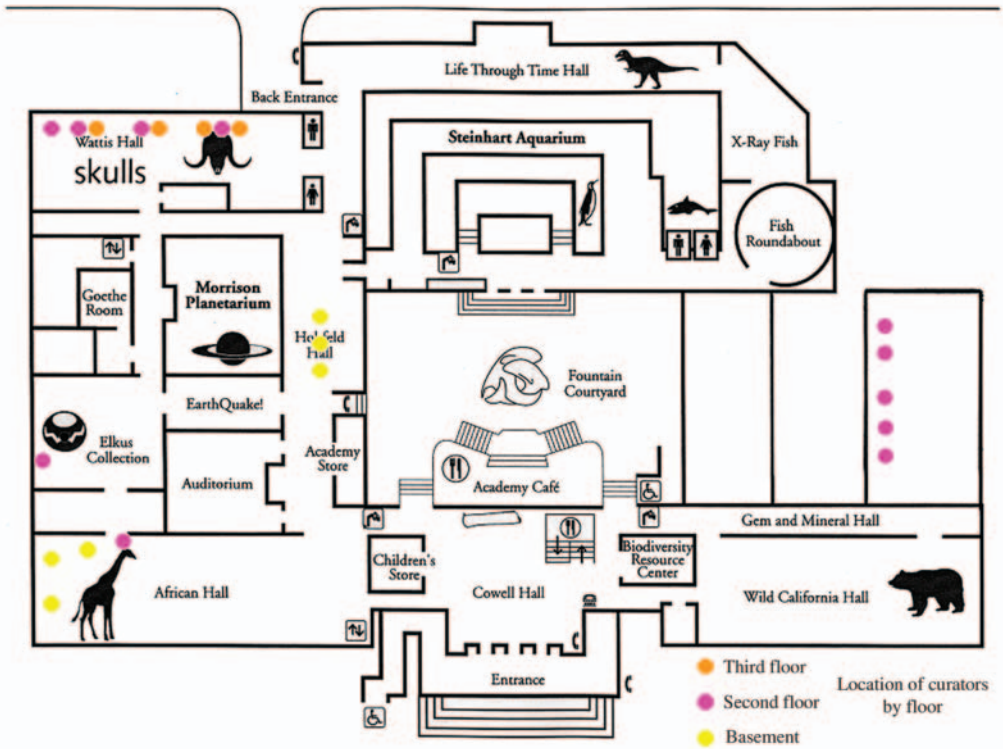 Life Through Time Hall
Back Entrance
Wattis Hall
skulls
Steinhart Aquarium
X-Ray Fish
Fish
Roundabout
Goethe
Room
Morrison
Planetarium
Hall
Fountain
Courtyard
EarthQuake!
Elkus
Collection
Academy
Store
Auditorium
Academy Café
Gem and Mineral Hall
Children's
Store
Biodiversity
Resource
Center
African Hall
Cowell Hall
Wild California Hall
Entrance
Third floor
Second floor
Basement
Location of curators
by floor